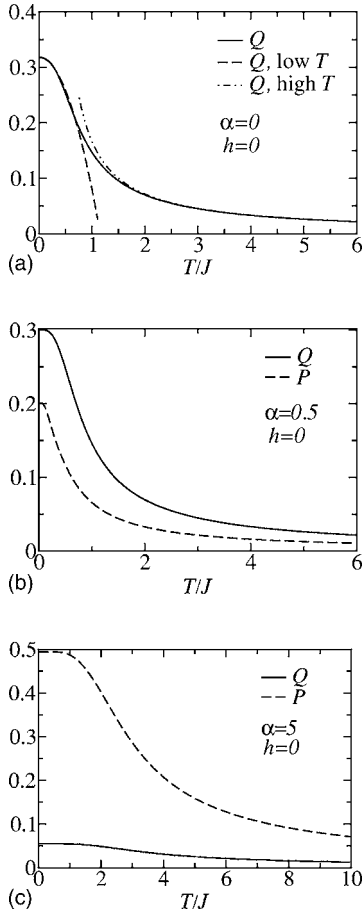 0.4
0.3
0.2
0.1
0
0 1 2 3 4 5 6
Q
Q, low T
Q, high T
α=0
h=0
(a)
T/J
0.3
0.2
0.1
0
0 2 4 6
Q
P
α=0.5
h=0
(b)
T/J
0.5
0.4
0.3
0.2
0.1
0
0 2 4 6 8 10
Q
P
α=5
h=0
(c)
T/J